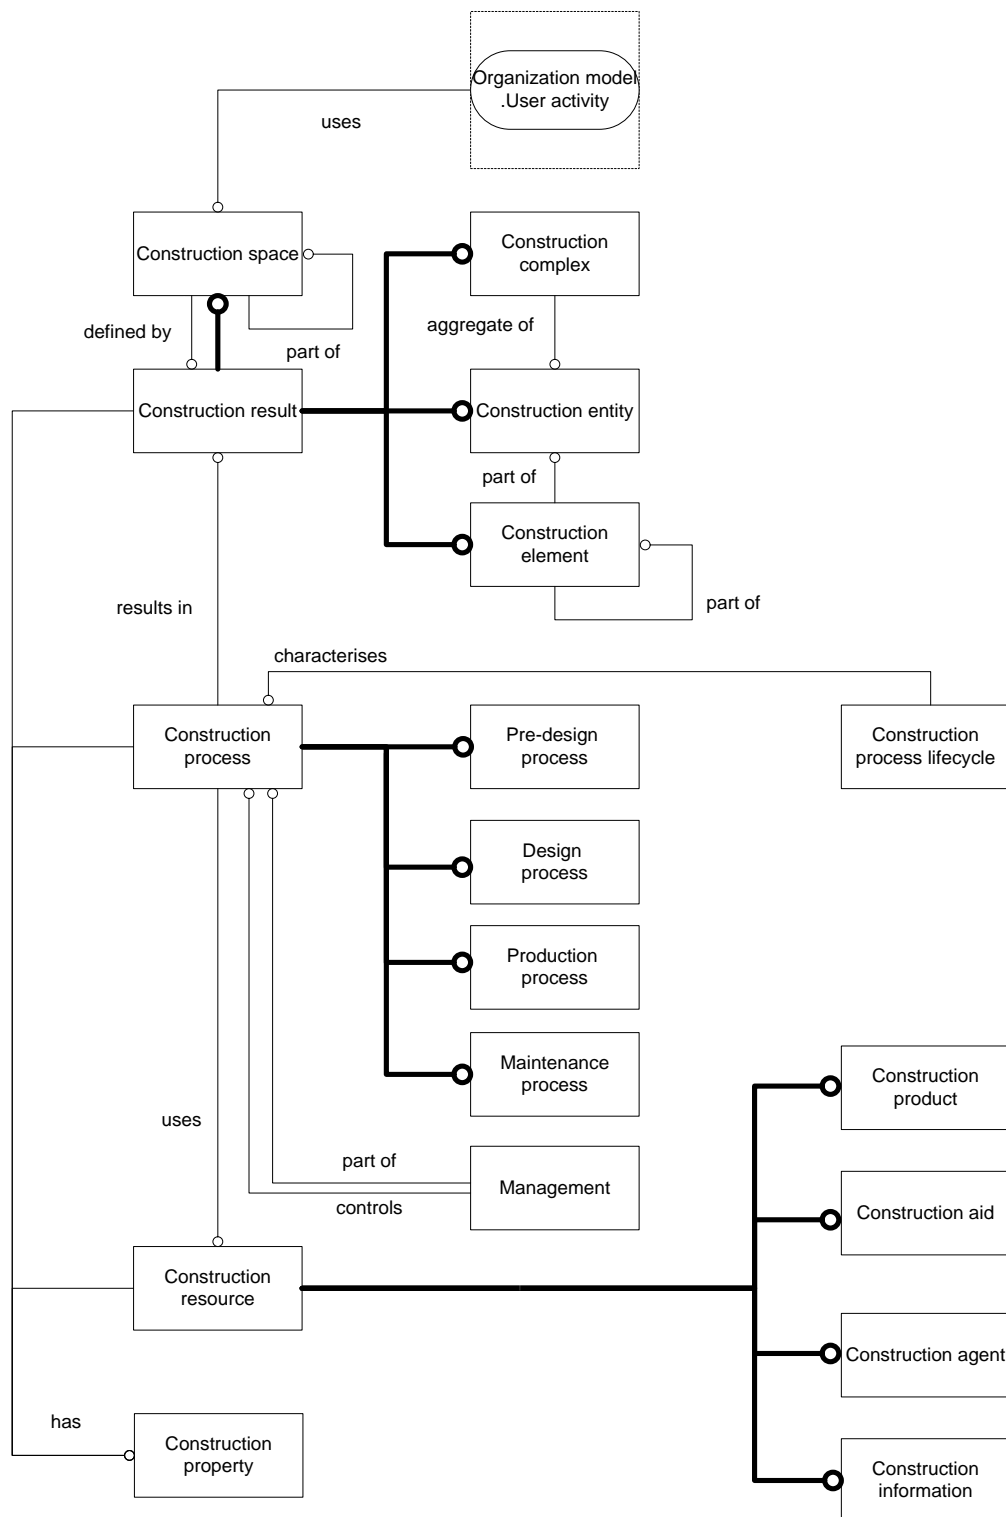 Organization model
.User activity
uses
Construction space
Construction
complex
defined by
part of
aggregate of
Construction result
Construction entity
part of
Construction
element
results in
part of
characterises
Construction
process
Pre-design
process
Construction
process lifecycle
Design
process
Production
process
Maintenance
process
Construction
product
uses
part of
controls
Management
Construction aid
Construction
resource
Construction agent
has
Construction
property
Construction
information